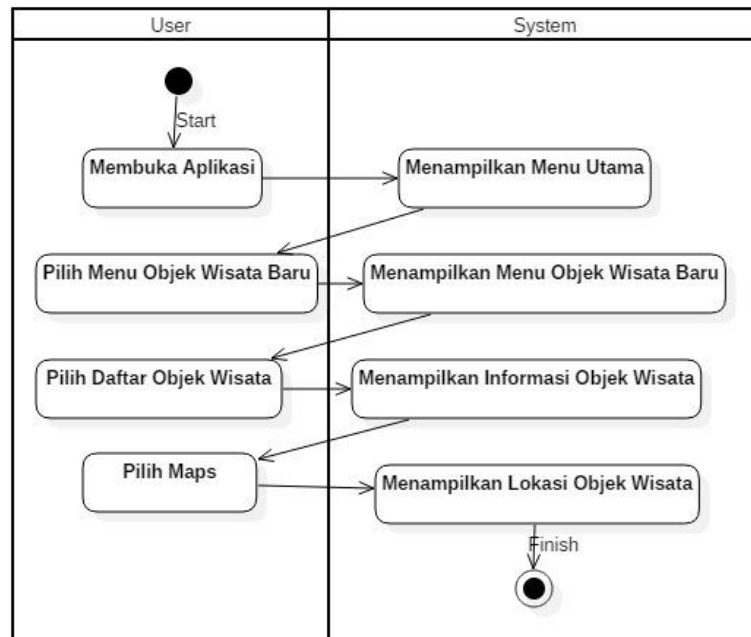 User
System
Start
Membuka Aplikasi
Menampilkan Menu Utama
Pilih Menu Objek Wisata Baru
Menampilkan Menu Objek Wisata Baru
Pilih Daftar Objek Wisata
Menampilkan Informasi Objek Wisata
Pilih Maps
Menampilkan Lokasi Objek Wisata
Finish